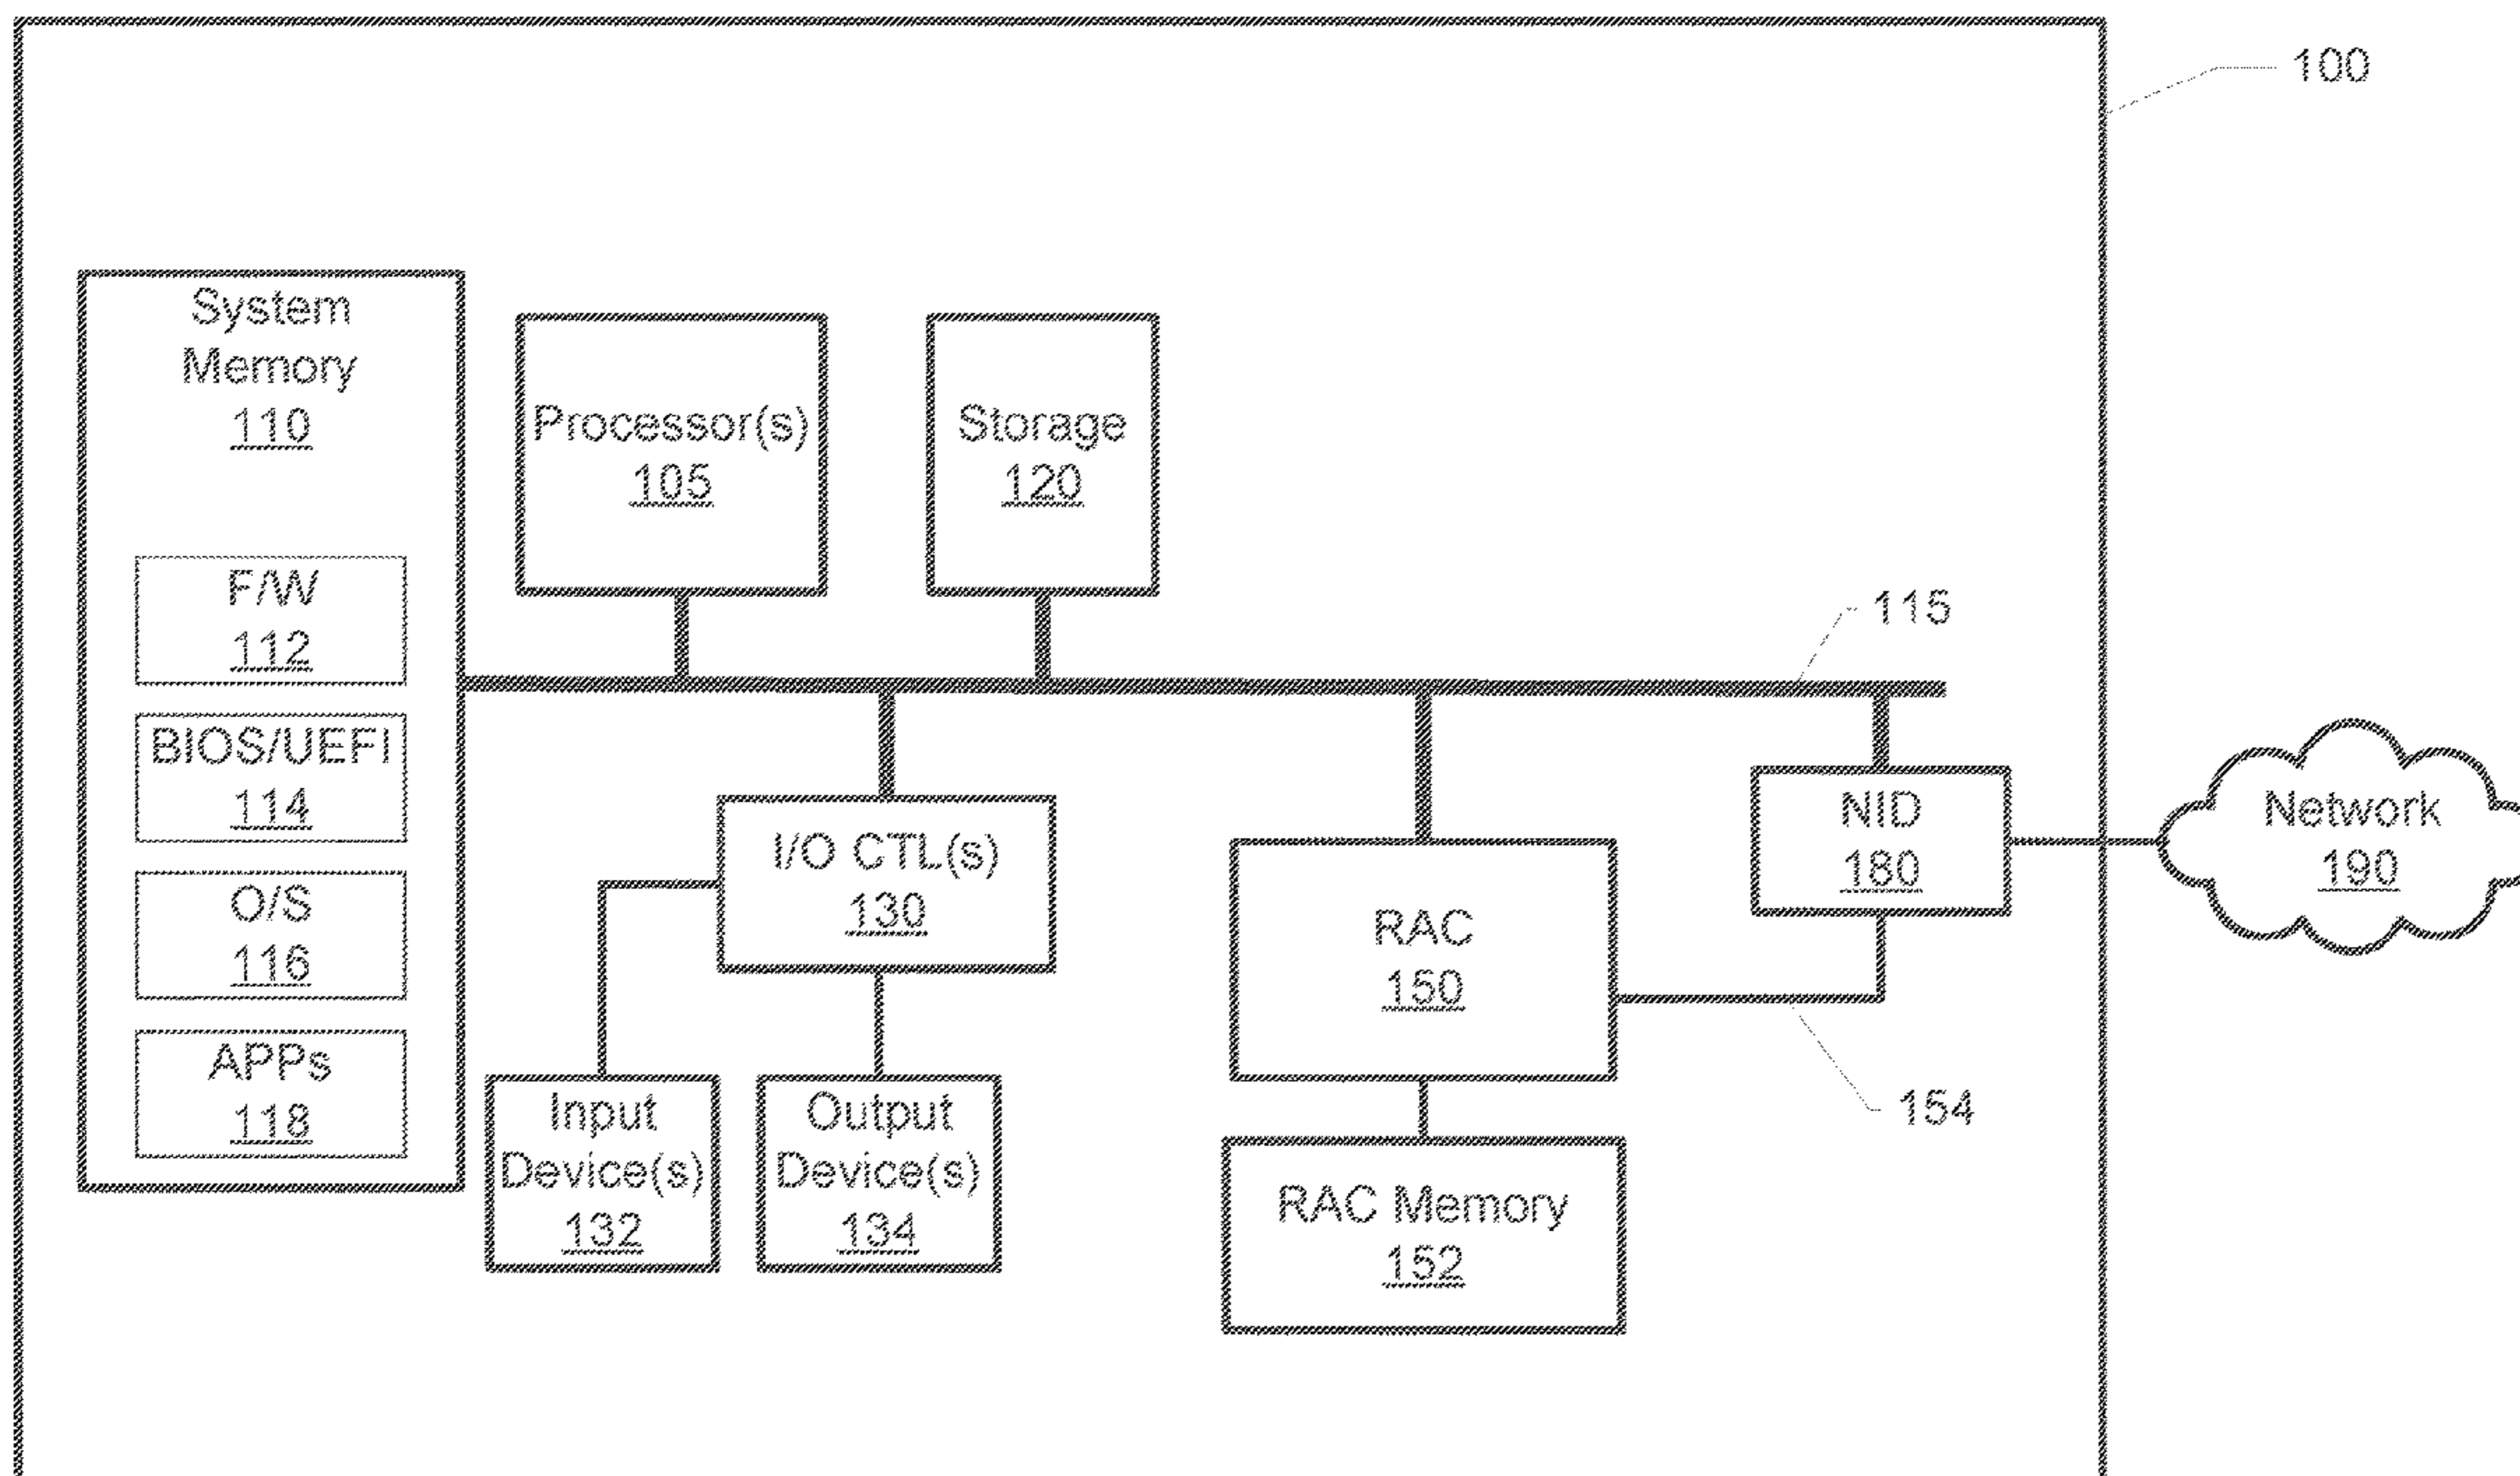 100
System
Memory
110
F/W
112
BIOS/UEFI
114
O/S
116
APPs
118
Processor(s)
105
Storage
120
115
I/O CTL(s)
130
Input
Device(s)
132
Output
Device(s)
134
RAC
150
RAC Memory
152
NID
180
154
Network
190